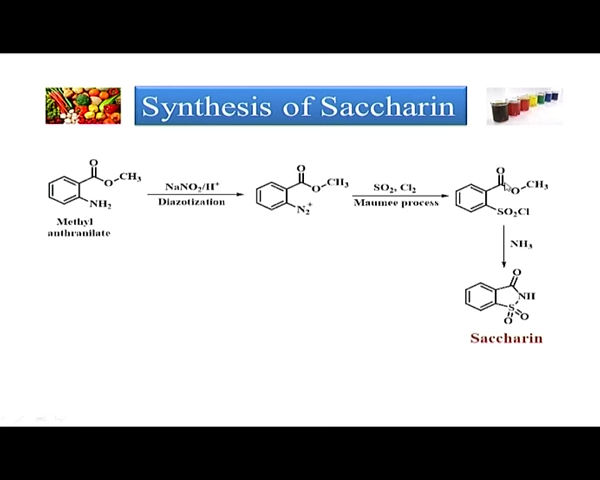 Synthesis of Saccharin
O
O
CH₃
NH₂
Methyl
anthranilate
NaNO₂/H⁺
Diazotization
O
O
CH₃
N₂⁺
SO₂, Cl₂
Maumee process
O
O
CH₃
SO₂Cl
NH₃
O
NH
S
O
O
Saccharin